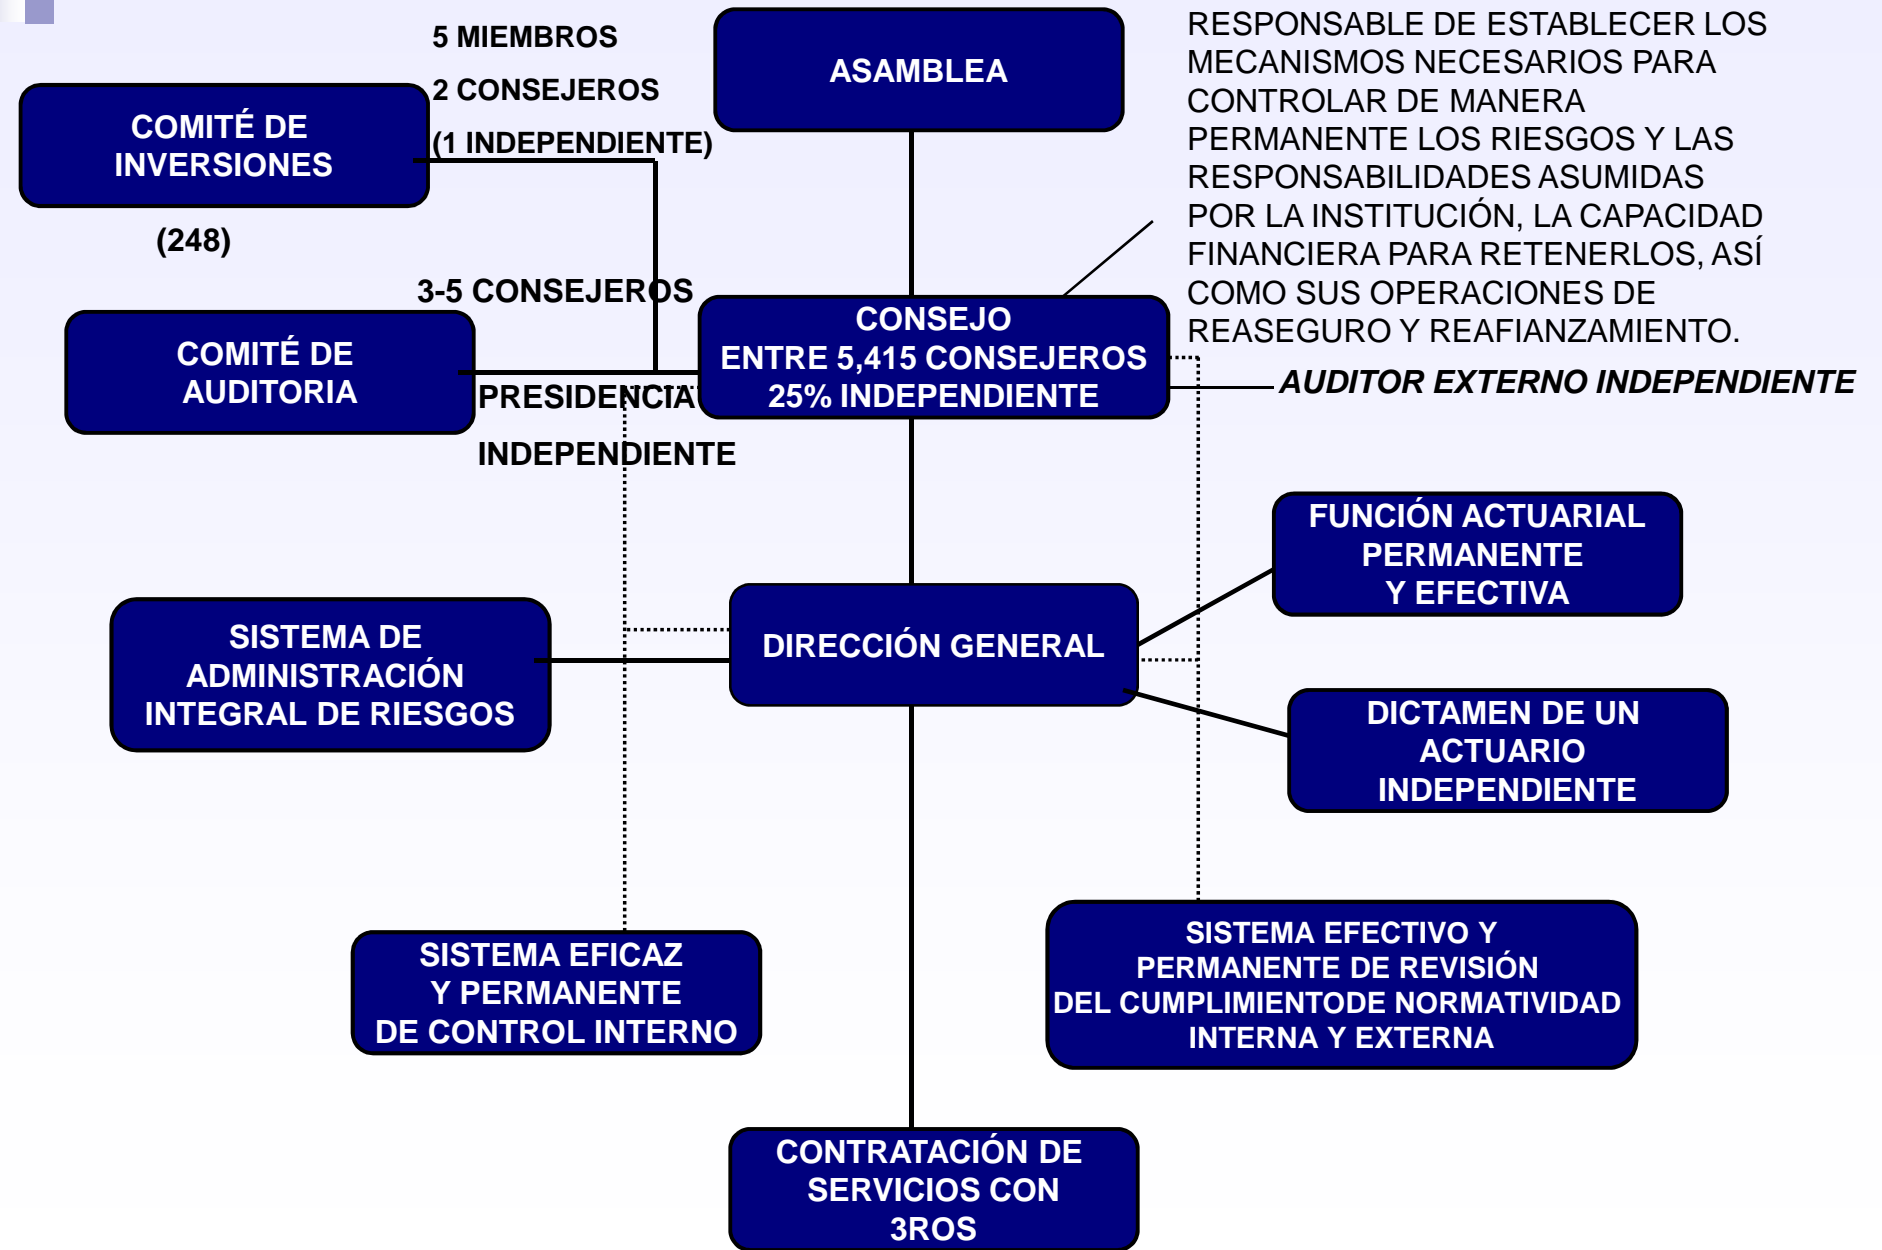 5 MIEMBROS
2 CONSEJEROS
(1 INDEPENDIENTE)
ASAMBLEA
RESPONSABLE DE ESTABLECER LOS
MECANISMOS NECESARIOS PARA
CONTROLAR DE MANERA
PERMANENTE LOS RIESGOS Y LAS
RESPONSABILIDADES ASUMIDAS
POR LA INSTITUCIÓN, LA CAPACIDAD
FINANCIERA PARA RETENERLOS, ASÍ
COMO SUS OPERACIONES DE
REASEGURO Y REAFIANZAMIENTO.
COMITÉ DE
INVERSIONES
(248)
3-5 CONSEJEROS
COMITÉ DE
AUDITORIA
PRESIDENCIA
INDEPENDIENTE
CONSEJO
ENTRE 5,415 CONSEJEROS
25% INDEPENDIENTE
AUDITOR EXTERNO INDEPENDIENTE
FUNCIÓN ACTUARIAL
PERMANENTE
Y EFECTIVA
SISTEMA DE
ADMINISTRACIÓN
INTEGRAL DE RIESGOS
DIRECCIÓN GENERAL
DICTAMEN DE UN
ACTUARIO
INDEPENDIENTE
SISTEMA EFICAZ
Y PERMANENTE
DE CONTROL INTERNO
SISTEMA EFECTIVO Y
PERMANENTE DE REVISIÓN
DEL CUMPLIMIENTODE NORMATIVIDAD
INTERNA Y EXTERNA
CONTRATACIÓN DE
SERVICIOS CON
3ROS